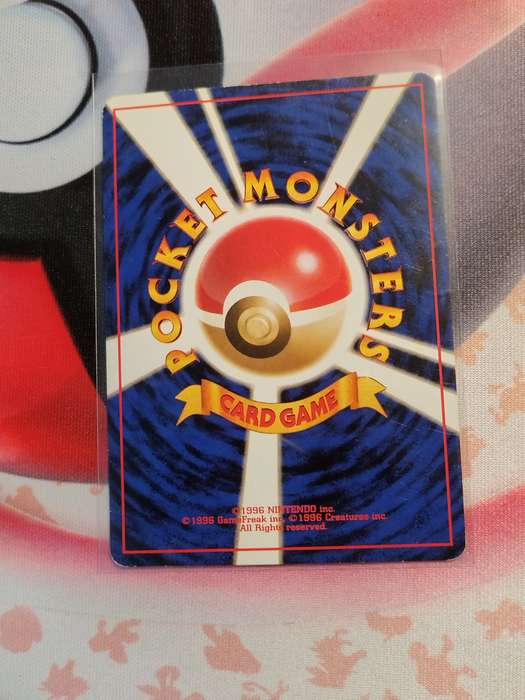 POCKET MONSTERS
CARD GAME
©1996 NINTENDO inc.
©1996 GameFreak inc. ©1996 Creatures inc.
All Rights reserved.